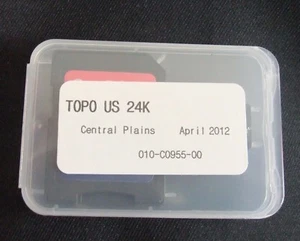 TOPO US 24K
Central Plains April 2012
010-C0955-00